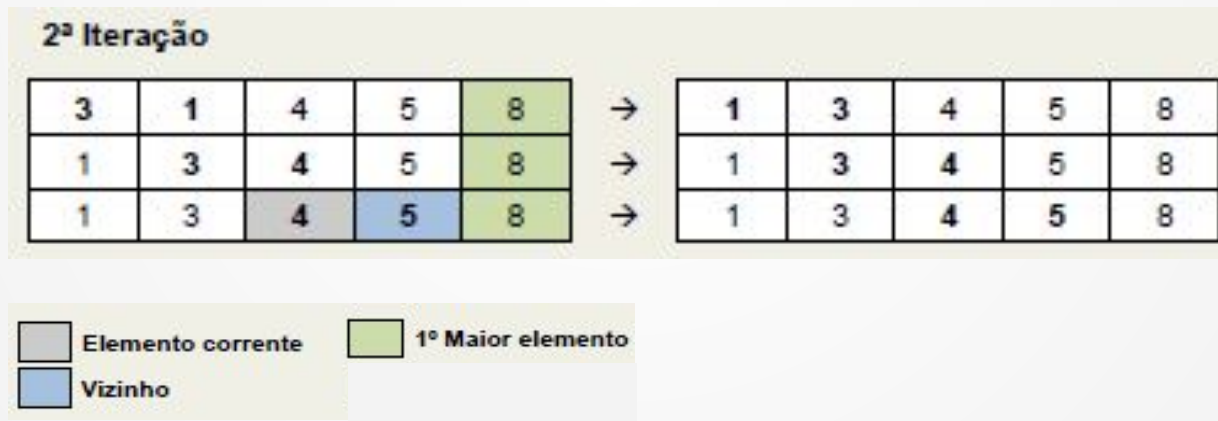 2ª Iteração
3 1 4 5 8 → 1 3 4 5 8
1 3 4 5 8 → 1 3 4 5 8
1 3 4 5 8 → 1 3 4 5 8
Elemento corrente 1º Maior elemento
Vizinho